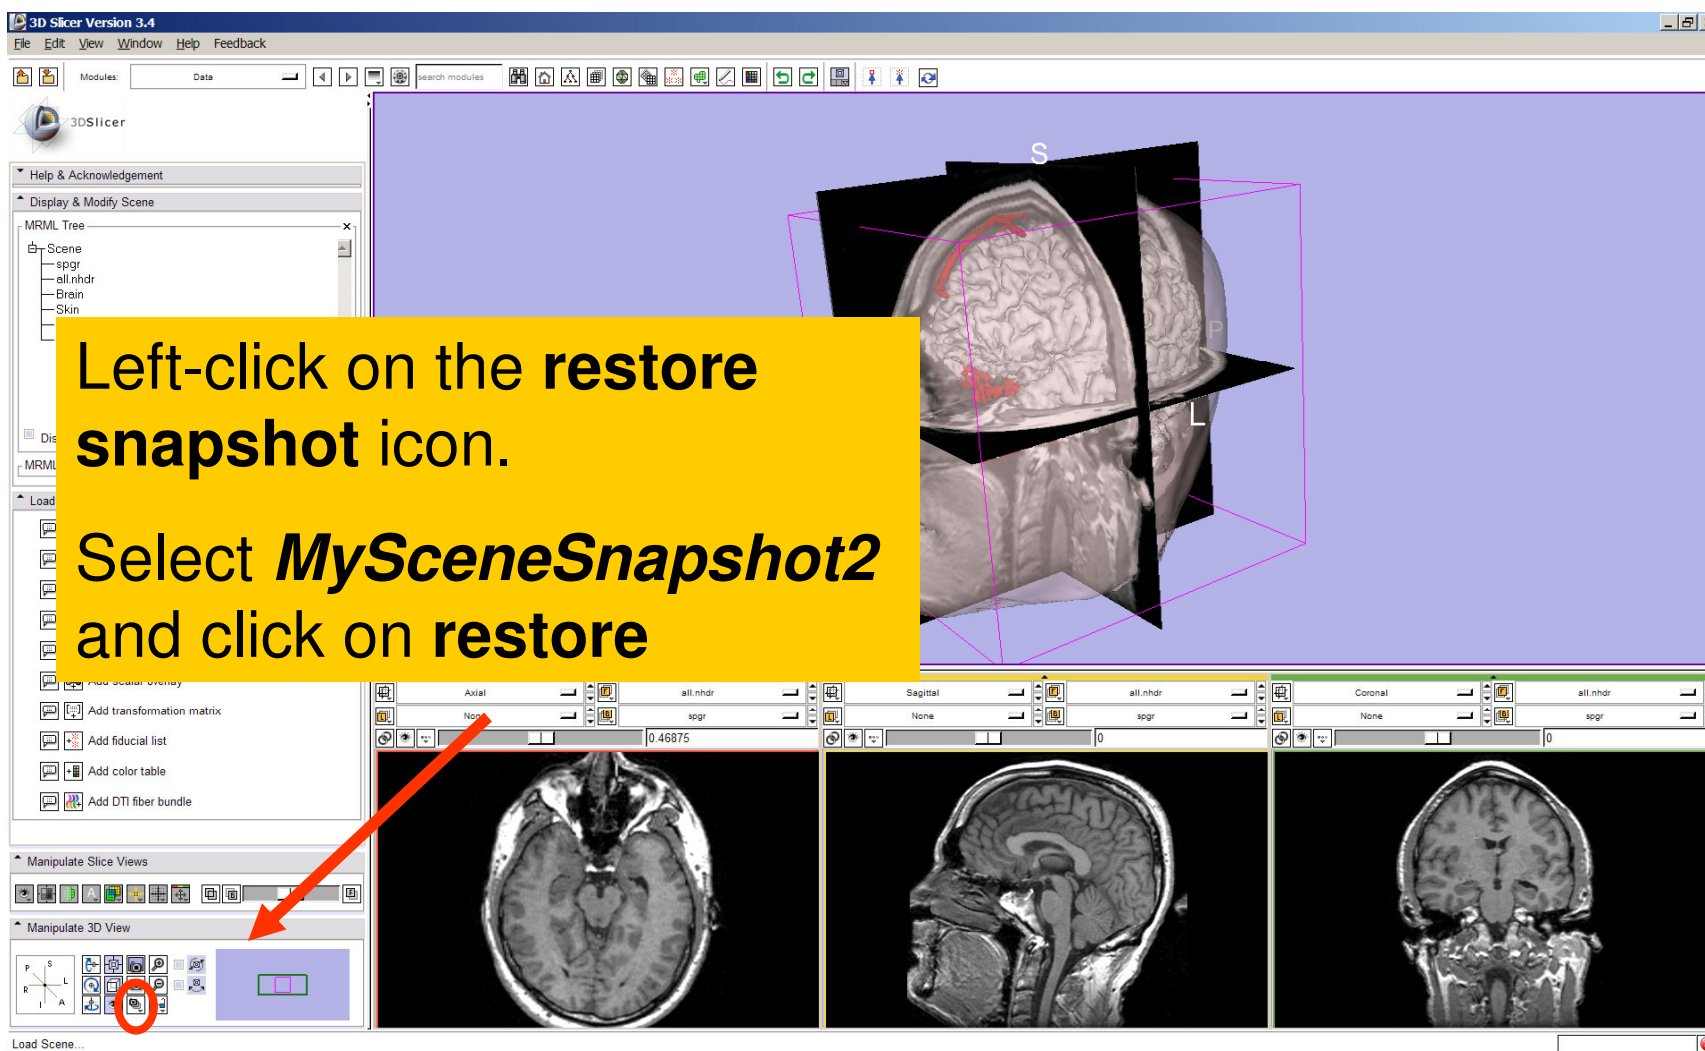 3D Slicer Version 3.4
File Edit View Window Help Feedback
Modules: Data search modules
3DSlicer
Help & Acknowledgement
Display & Modify Scene
MRML Tree
Scene
spgr
all.nhdr
Brain
Skin
Left-click on the restore
snapshot icon.
Select MySceneSnapshot2
and click on restore
Dis
MRML
Load
Add transformation matrix
Add fiducial list
Add color table
Add DTI fiber bundle
Manipulate Slice Views
Manipulate 3D View
P S L R I A
S
P
L
Axial all.nhdr
None spgr
0.46875
Sagittal all.nhdr
None spgr
0
Coronal all.nhdr
None spgr
0
Load Scene...